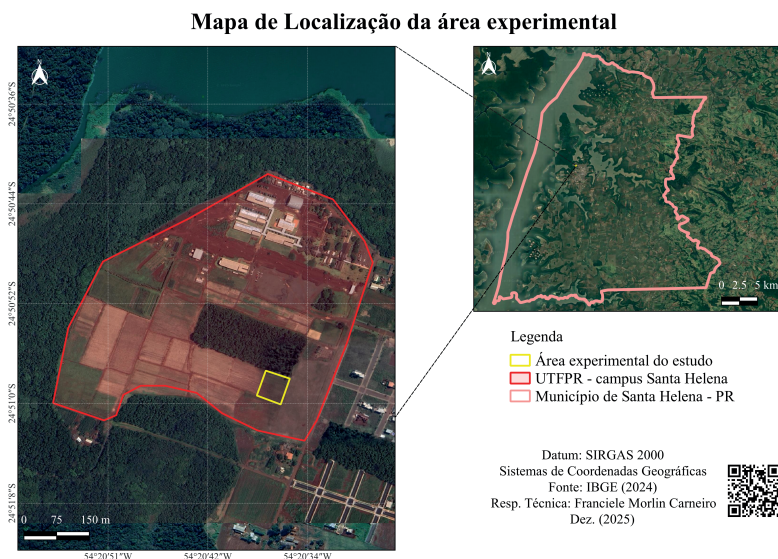 Mapa de Localização da área experimental
N
N
24°50'36"S
24°50'44"S
24°50'52"S
24°51'0"S
24°51'8"S
0 75 150 m
54°20'51"W
54°20'42"W
54°20'34"W
0 2.5 5 km
Legenda
Área experimental do estudo
UTFPR - campus Santa Helena
Município de Santa Helena - PR
Datum: SIRGAS 2000
Sistemas de Coordenadas Geográficas
Fonte: IBGE (2024)
Resp. Técnica: Franciele Morlin Carneiro
Dez. (2025)